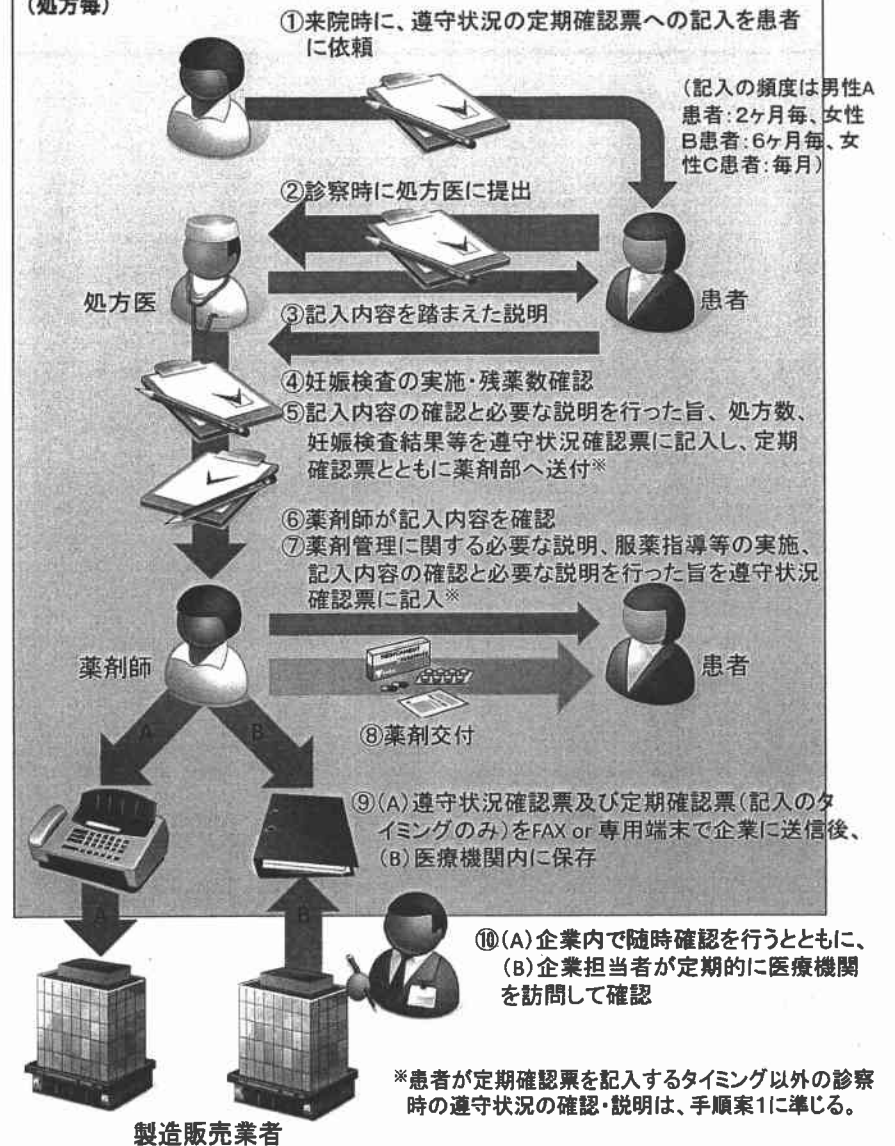 (処方毎)
①来院時に、遵守状況の定期確認票への記入を患者
に依頼
(記入の頻度は男性A
患者:2ヶ月毎、女性
B患者:6ヶ月毎、女
性C患者:毎月)
②診察時に処方医に提出
処方医
患者
③記入内容を踏まえた説明
④妊娠検査の実施・残薬数確認
⑤記入内容の確認と必要な説明を行った旨、処方数、
妊娠検査結果等を遵守状況確認票に記入し、定期
確認票とともに薬剤部へ送付※
⑥薬剤師が記入内容を確認
⑦薬剤管理に関する必要な説明、服薬指導等の実施、
記入内容の確認と必要な説明を行った旨を遵守状況
確認票に記入※
薬剤師
患者
A
B
⑧薬剤交付
⑨(A)遵守状況確認票及び定期確認票(記入のタ
イミングのみ)をFAX or 専用端末で企業に送信後、
(B)医療機関内に保存
A
B
⑩(A)企業内で随時確認を行うとともに、
(B)企業担当者が定期的に医療機関
を訪問して確認
※患者が定期確認票を記入するタイミング以外の診察
時の遵守状況の確認・説明は、手順案1に準じる。
製造販売業者